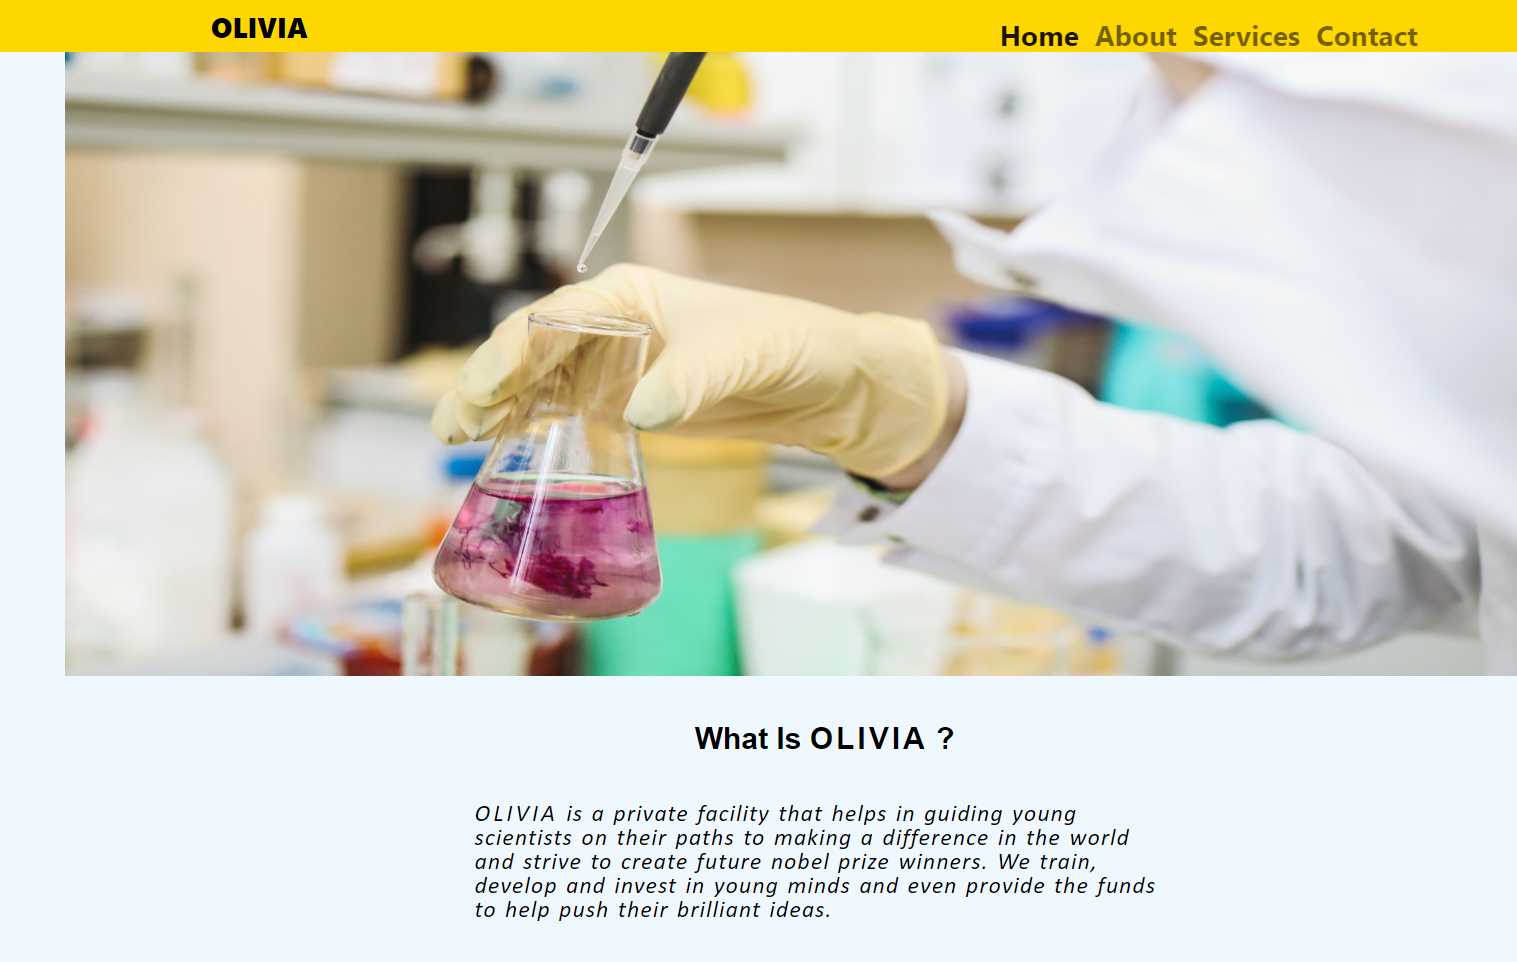 OLIVIA
Home About Services Contact
What Is OLIVIA ?
OLIVIA is a private facility that helps in guiding young
scientists on their paths to making a difference in the world
and strive to create future nobel prize winners. We train,
develop and invest in young minds and even provide the funds
to help push their brilliant ideas.